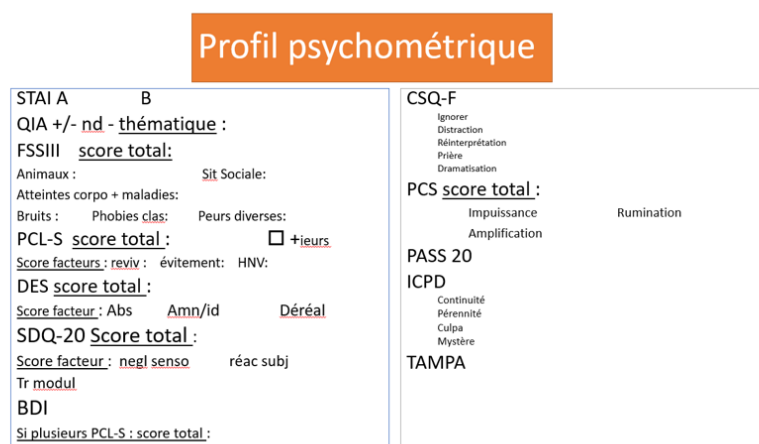 Profil psychométrique
STAI A B
QIA +/- nd - thématique :
FSSIII score total:
Animaux : Sit Sociale:
Atteintes corpo + maladies:
Bruits : Phobies clas: Peurs diverses:
PCL-S score total : ☐ +ieurs
Score facteurs : reviv : évitement: HNV:
DES score total :
Score facteur : Abs Amn/id Déréal
SDQ-20 Score total :
Score facteur : negl senso réac subj
Tr modul
BDI
Si plusieurs PCL-S : score total :
CSQ-F
Ignorer
Distraction
Réinterprétation
Prière
Dramatisation
PCS score total :
Impuissance Rumination
Amplification
PASS 20
ICPD
Continuité
Pérennité
Culpa
Mystère
TAMPA